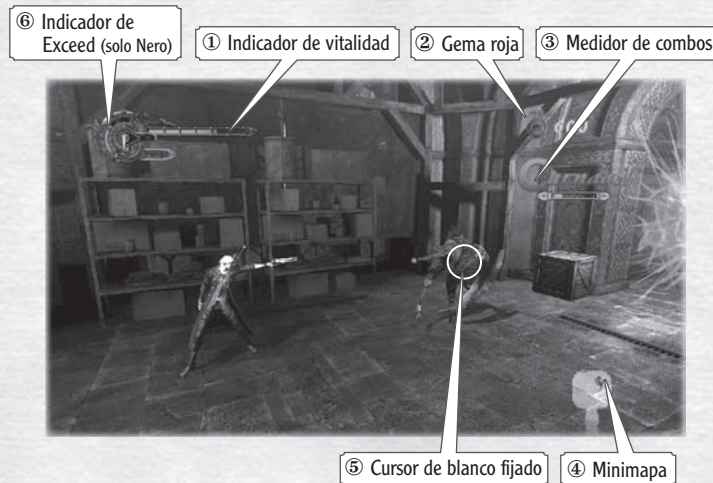 ⑥ Indicador de
Exceed (solo Nero)
① Indicador de vitalidad
② Gema roja
③ Medidor de combos
⑤ Cursor de blanco fijado
④ Minimapa